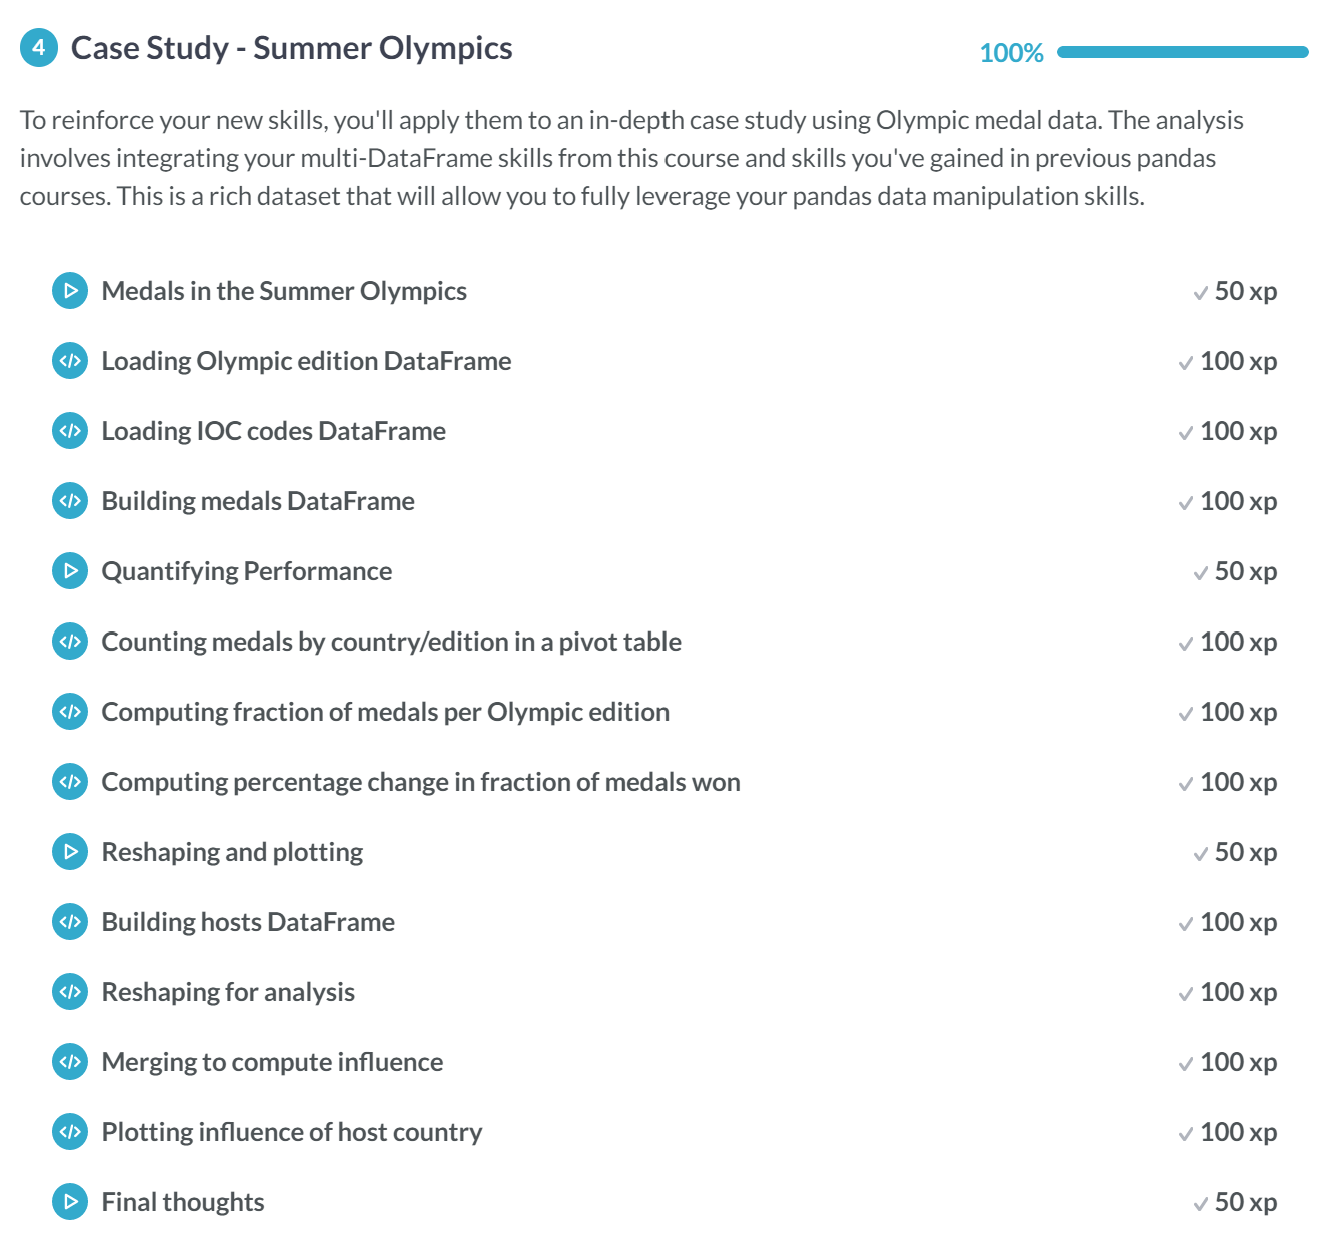 4 Case Study - Summer Olympics 100%
To reinforce your new skills, you'll apply them to an in-depth case study using Olympic medal data. The analysis
involves integrating your multi-DataFrame skills from this course and skills you've gained in previous pandas
courses. This is a rich dataset that will allow you to fully leverage your pandas data manipulation skills.
Medals in the Summer Olympics 50 xp
Loading Olympic edition DataFrame 100 xp
Loading IOC codes DataFrame 100 xp
Building medals DataFrame 100 xp
Quantifying Performance 50 xp
Counting medals by country/edition in a pivot table 100 xp
Computing fraction of medals per Olympic edition 100 xp
Computing percentage change in fraction of medals won 100 xp
Reshaping and plotting 50 xp
Building hosts DataFrame 100 xp
Reshaping for analysis 100 xp
Merging to compute influence 100 xp
Plotting influence of host country 100 xp
Final thoughts 50 xp